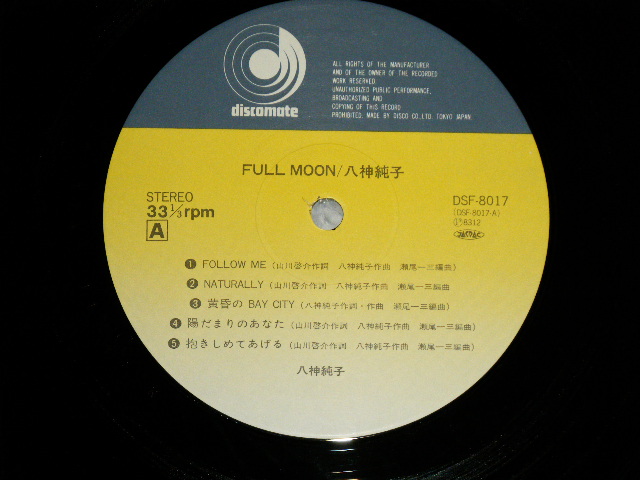 discomate
ALL RIGHTS OF THE MANUFACTURER
AND OF THE OWNER OF THE RECORDED
WORK RESERVED.
UNAUTHORIZED PUBLIC PERFORMANCE,
BROADCASTING AND
COPYING OF THIS RECORD
PROHIBITED. MADE BY DISCO CO.,LTD. TOKYO JAPAN.
FULL MOON/八神純子
STEREO
33 1/3 rpm
A
DSF-8017
(DSF-8017-A)
8312
❶ FOLLOW ME (山川啓介作詞 八神純子作曲 瀬尾一三編曲)
❷ NATURALLY (山川啓介作詞 八神純子作曲 瀬尾一三編曲
❸ 黄昏の BAY CITY (八神純子作詞・作曲 瀬尾一三編曲)
❹ 陽だまりのあなた (山川啓介作詞 八神純子作曲 瀬尾一三編曲)
❺ 抱きしめてあげる (山川啓介作詞 八神純子作曲 瀬尾一三編曲)
八神純子